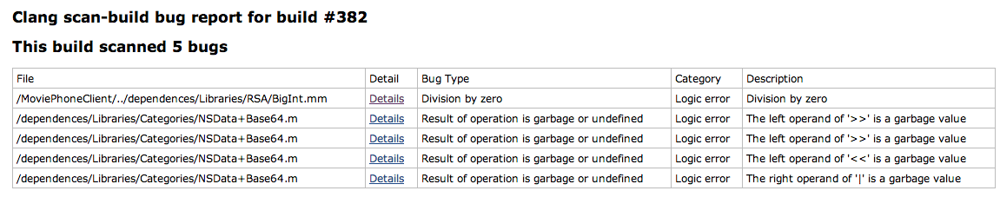 Clang scan-build bug report for build #382
This build scanned 5 bugs
File Detail Bug Type Category Description
/MoviePhoneClient/../dependences/Libraries/RSA/BigInt.mm Details Division by zero Logic error Division by zero
/dependences/Libraries/Categories/NSData+Base64.m Details Result of operation is garbage or undefined Logic error The left operand of '>>' is a garbage value
/dependences/Libraries/Categories/NSData+Base64.m Details Result of operation is garbage or undefined Logic error The left operand of '>>' is a garbage value
/dependences/Libraries/Categories/NSData+Base64.m Details Result of operation is garbage or undefined Logic error The left operand of '<<' is a garbage value
/dependences/Libraries/Categories/NSData+Base64.m Details Result of operation is garbage or undefined Logic error The right operand of '|' is a garbage value